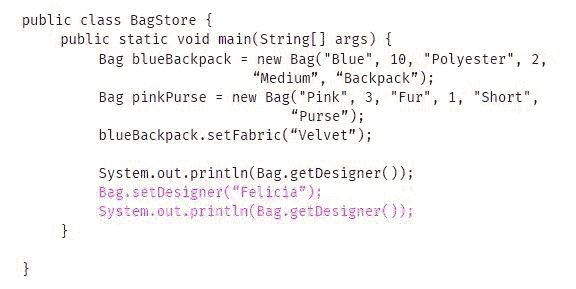 public class BagStore {
    public static void main(String[] args) {
        Bag blueBackpack = new Bag("Blue", 10, "Polyester", 2,
                            “Medium”, “Backpack”);
        Bag pinkPurse = new Bag("Pink", 3, "Fur", 1, "Short",
                                “Purse”);
        blueBackpack.setFabric(“Velvet”);

        System.out.println(Bag.getDesigner());
        Bag.setDesigner(“Felicia”);
        System.out.println(Bag.getDesigner());
    }

}